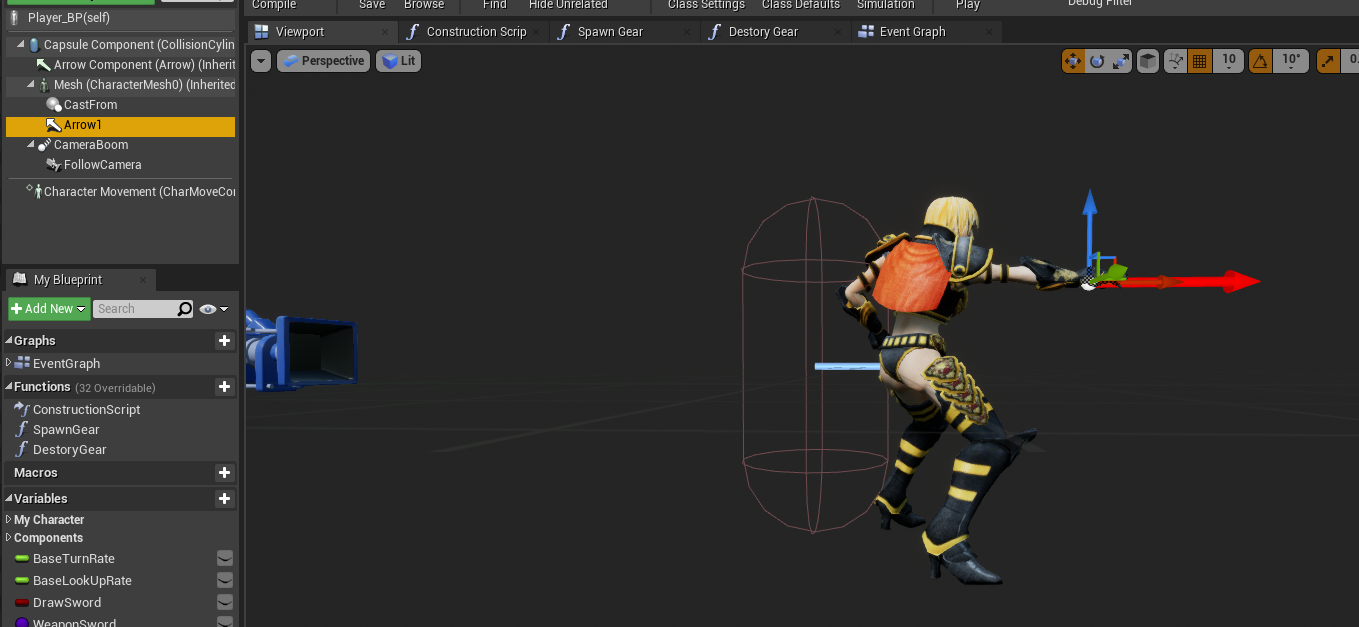 Compile Save Browse Find Hide Unrelated Class Settings Class Defaults Simulation Play Debug Filter
Player_BP(self)
Viewport Construction Scrip Spawn Gear Destory Gear Event Graph
Capsule Component (CollisionCylin
Perspective Lit 10 10° 0.
Arrow Component (Arrow) (Inherit
Mesh (CharacterMesh0) (Inherited
CastFrom
Arrow1
CameraBoom
FollowCamera
Character Movement (CharMoveCo
My Blueprint
Add New Search
Graphs
EventGraph
Functions (32 Overridable)
ConstructionScript
SpawnGear
DestoryGear
Macros
Variables
My Character
Components
BaseTurnRate
BaseLookUpRate
DrawSword
WeaponSword